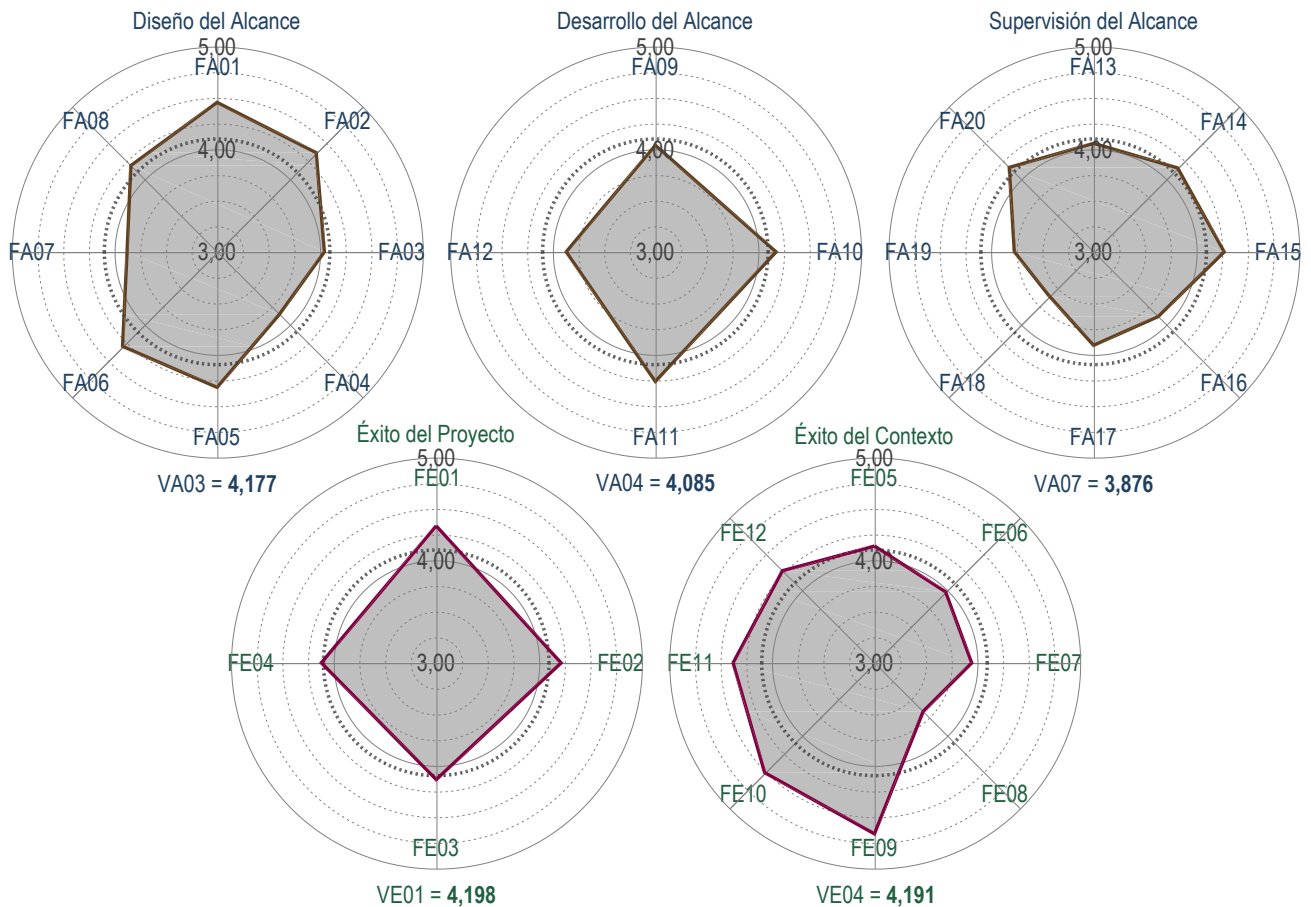 Diseño del Alcance
5,00
FA01
FA08
FA02
4,00
FA07
3,00
FA03
FA06
FA04
FA05
VA03 = 4,177
Desarrollo del Alcance
5,00
FA09
4,00
FA12
3,00
FA10
FA11
VA04 = 4,085
Supervisión del Alcance
5,00
FA13
FA20
FA14
4,00
FA19
3,00
FA15
FA18
FA16
FA17
VA07 = 3,876
Éxito del Proyecto
5,00
FE01
4,00
FE04
3,00
FE02
FE03
VE01 = 4,198
Éxito del Contexto
5,00
FE05
FE12
FE06
4,00
FE11
3,00
FE07
FE10
FE08
FE09
VE04 = 4,191